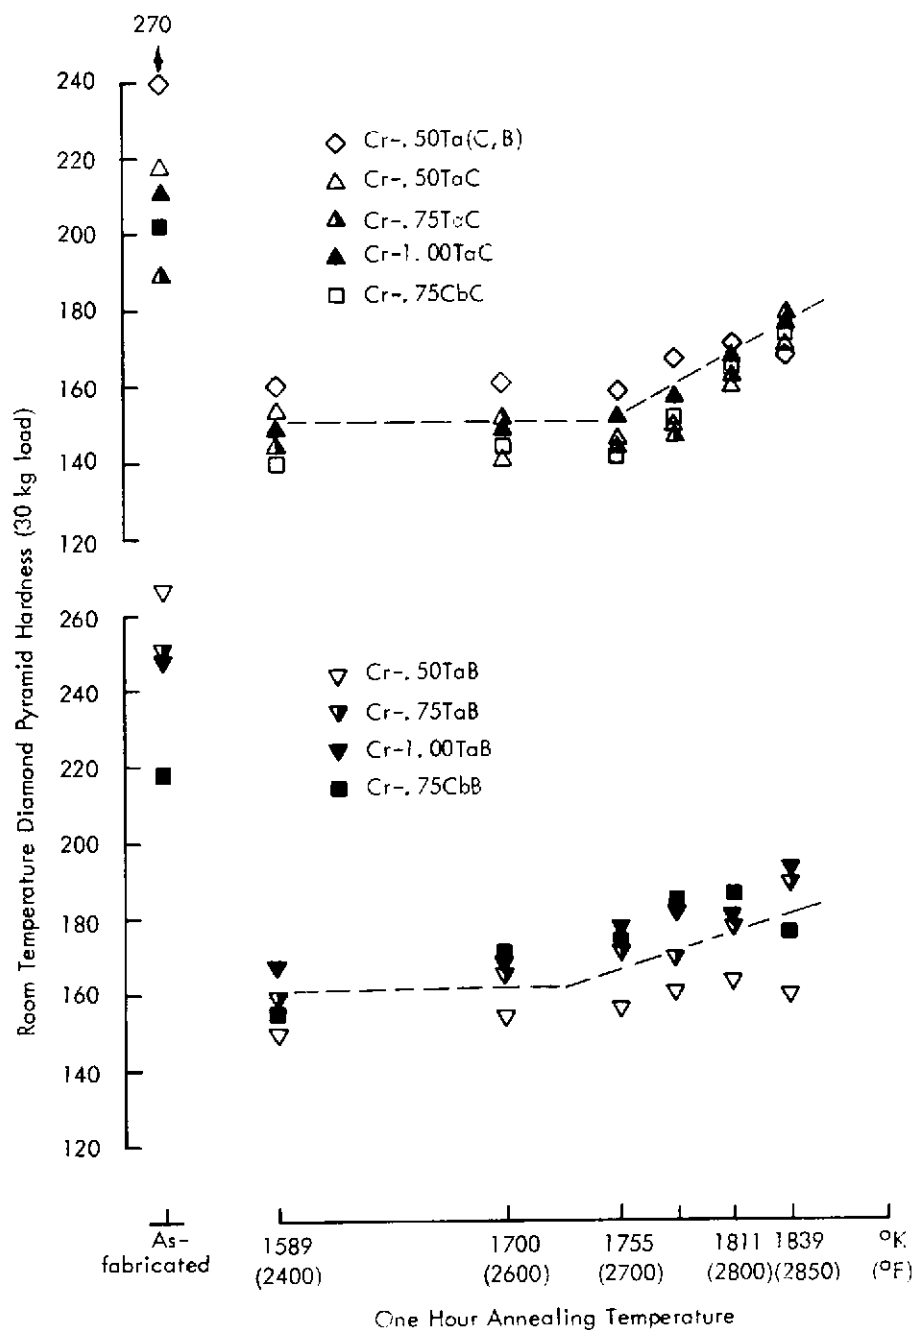 270
240
220
200
180
160
140
120
Cr-.50Ta(C,B)
Cr-.50TaC
Cr-.75TaC
Cr-1.00TaC
Cr-.75CbC
Room Temperature Diamond Pyramid Hardness (30 kg load)
260
240
220
200
180
160
140
120
Cr-.50TaB
Cr-.75TaB
Cr-1.00TaB
Cr-.75CbB
As-
fabricated
1589 1700 1755 1811 1839 °K
(2400) (2600) (2700) (2800) (2850) (°F)
One Hour Annealing Temperature